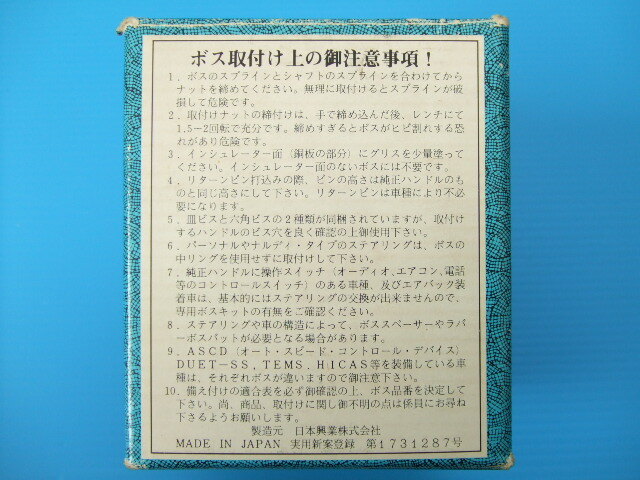 ボス取付け上の御注意事項！
1．ボスのスプラインとシャフトのスプラインを合わけてから
ナットを締めてください。無理に取付けるとスプラインが破
損して危険です。
2．取付けナットの締付けは、手で締め込んだ後、レンチにて
1.5〜2回転で充分です。締めすぎるとボスがヒビ割れする恐
れがあり危険です。
3．インシュレーター面（銅板の部分）にグリスを少量塗って
ください。インシュレーター面のないボスには不要です。
4．リターンピン打込みの際、ピンの高さは純正ハンドルのも
のと同じ高さにして下さい。リターンピンは車種により不必
要になります。
5．皿ビスと六角ビスの2種類が同梱されていますが、取付け
するハンドルのビス穴を良く確認の上御使用下さい。
6．パーソナルやナルディ・タイプのステアリングは、ボスの
中リングを使用せずに取付けして下さい。
7．純正ハンドルに操作スイッチ（オーディオ、エアコン、電話
等のコントロールスイッチ）のある車種、及びエアバック装
着車は、基本的にはステアリングの交換が出来ませんので、
専用ボスキットの有無をご確認ください。
8．ステアリングや車の構造によって、ボススペーサーやラバ
ーボスパットが必要となる場合があります。
9．ASCD（オート・スピード・コントロール・デバイス）
DUET－SS，TEMS，HICAS等を装備している車
種は、それぞれボスが違いますので御注意下さい。
10．備え付けの適合表を必ず御確認の上、ボス品番を決定して
下さい。尚、商品、取付けに関し御不明の点は係員にお尋ね
下さるようお願いします。
製造元 日本興業株式会社
MADE IN JAPAN 実用新案登録 第1731287号